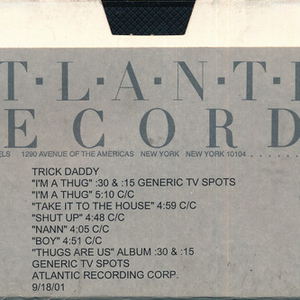 T·L·A·N·T·I
E C O R D
ELS 1290 AVENUE OF THE AMERICAS NEW YORK NEW YORK 10104 . . . . . .
TRICK DADDY
"I'M A THUG" :30 & :15 GENERIC TV SPOTS
"I'M A THUG" 5:10 C/C
"TAKE IT TO THE HOUSE" 4:59 C/C
"SHUT UP" 4:48 C/C
"NANN" 4:05 C/C
"BOY" 4:51 C/C
"THUGS ARE US" ALBUM :30 & :15
GENERIC TV SPOTS
ATLANTIC RECORDING CORP.
9/18/01